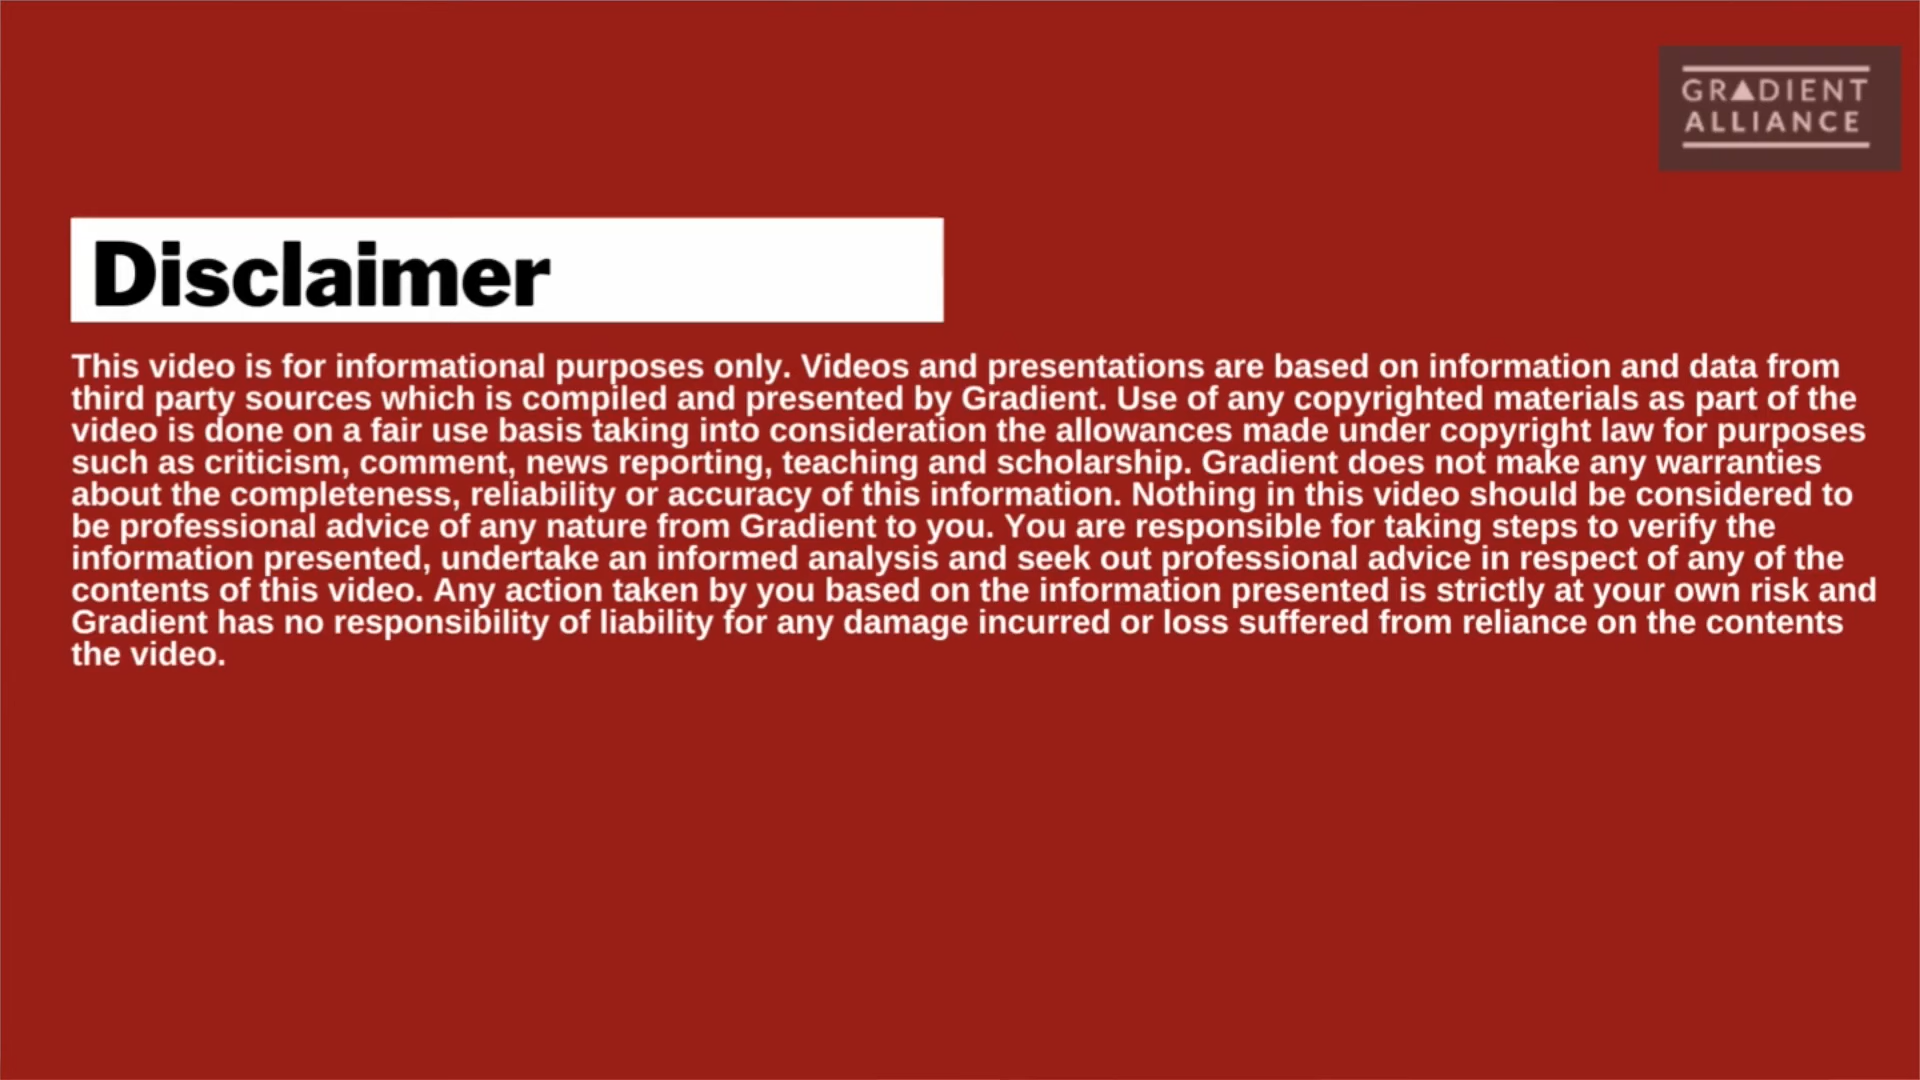 GRADIENT
ALLIANCE
Disclaimer
This video is for informational purposes only. Videos and presentations are based on information and data from
third party sources which is compiled and presented by Gradient. Use of any copyrighted materials as part of the
video is done on a fair use basis taking into consideration the allowances made under copyright law for purposes
such as criticism, comment, news reporting, teaching and scholarship. Gradient does not make any warranties
about the completeness, reliability or accuracy of this information. Nothing in this video should be considered to
be professional advice of any nature from Gradient to you. You are responsible for taking steps to verify the
information presented, undertake an informed analysis and seek out professional advice in respect of any of the
contents of this video. Any action taken by you based on the information presented is strictly at your own risk and
Gradient has no responsibility of liability for any damage incurred or loss suffered from reliance on the contents
the video.